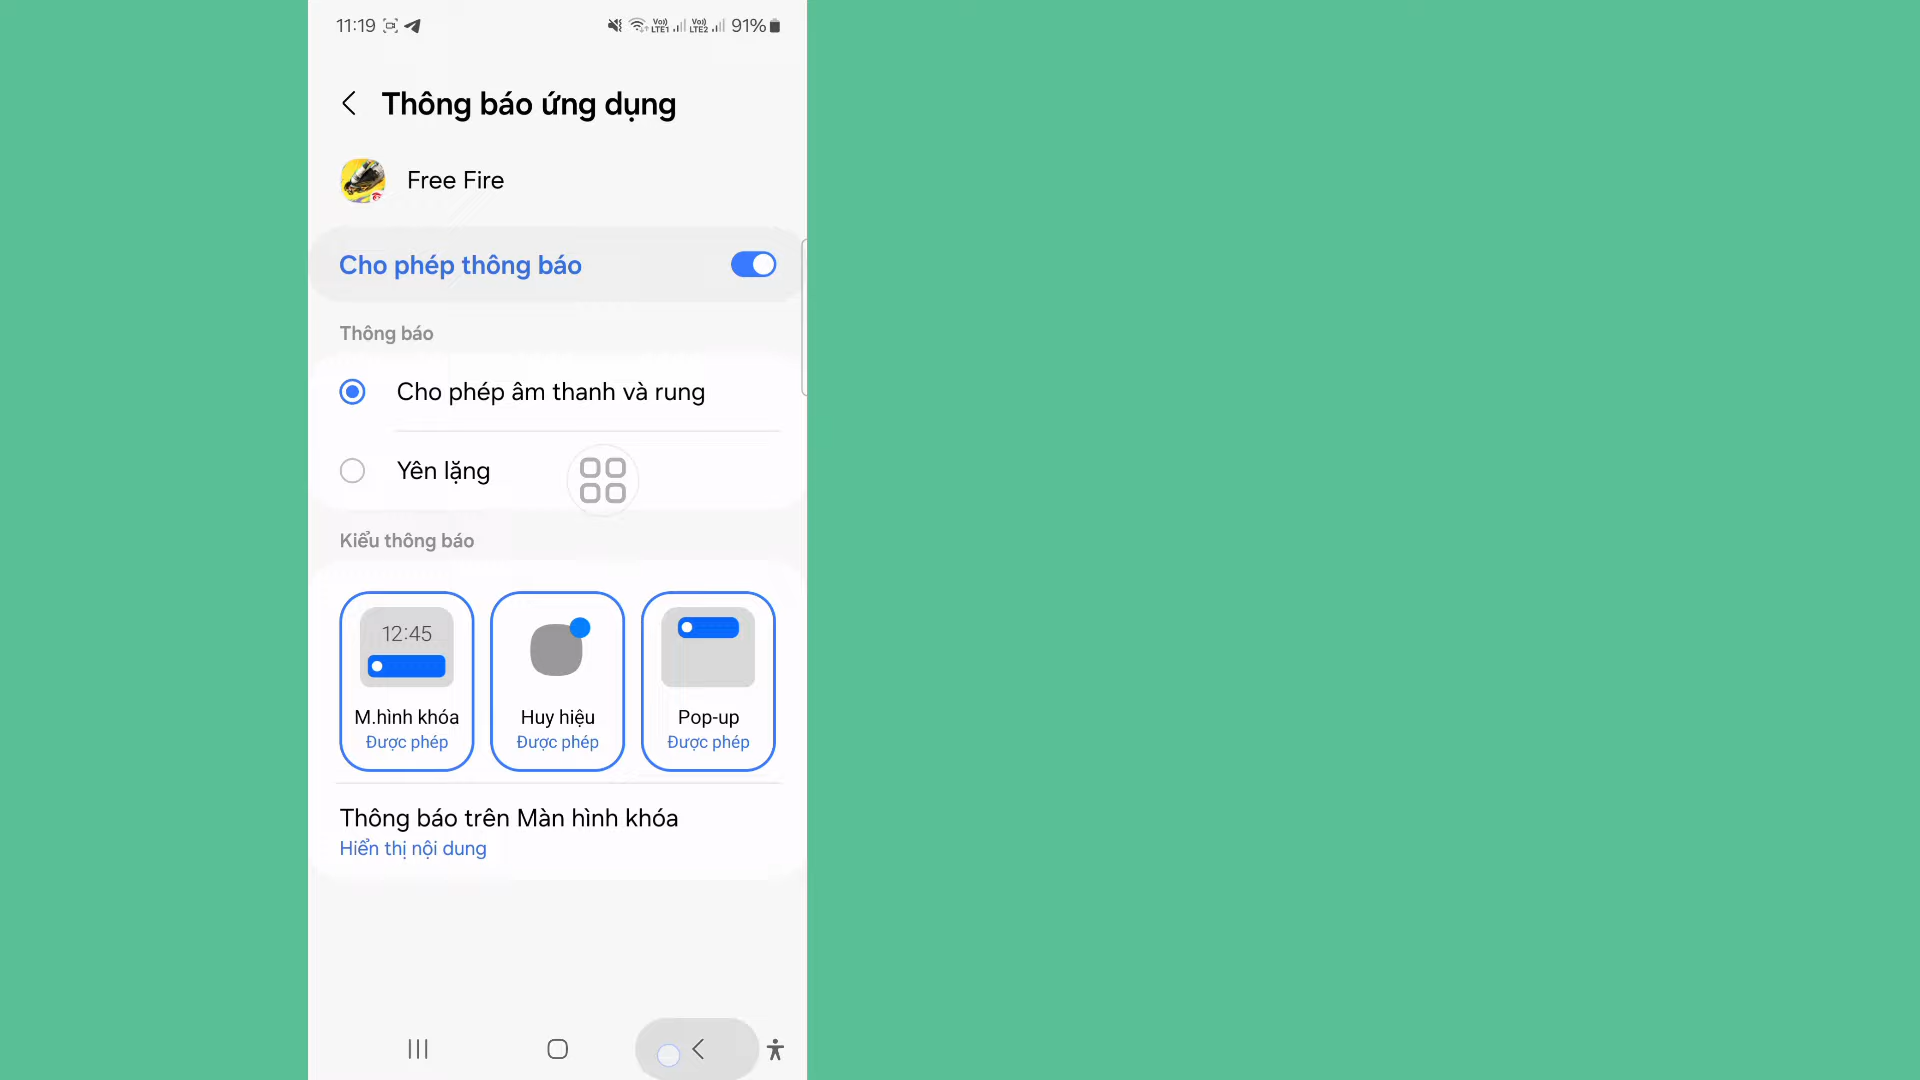 11:19
91%
Thông báo ứng dụng
Free Fire
Cho phép thông báo
Thông báo
Cho phép âm thanh và rung
Yên lặng
Kiểu thông báo
12:45
M.hình khóa
Được phép
Huy hiệu
Được phép
Pop-up
Được phép
Thông báo trên Màn hình khóa
Hiển thị nội dung